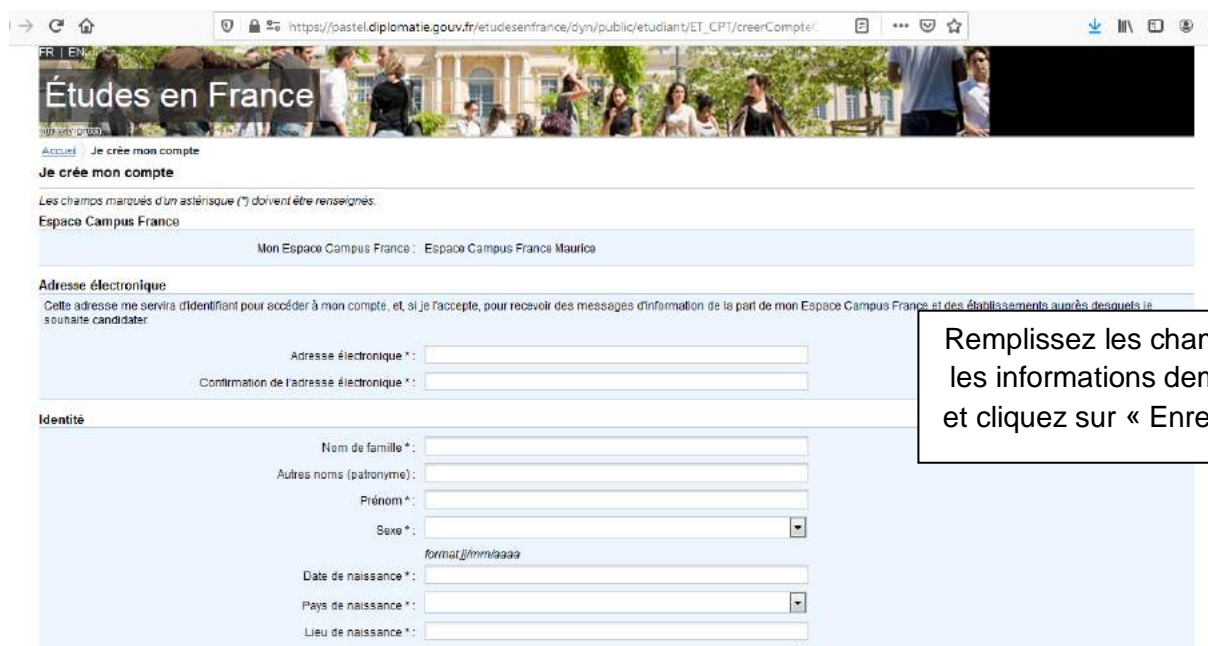 https://pastel.diplomatie.gouv.fr/etudesenfrance/dyn/public/etudiant/ET_CPT/creerCompte
FR | EN
Études en France
Accueil Je crée mon compte
Je crée mon compte
Les champs marqués d'un astérisque (*) doivent être renseignés.
Espace Campus France
Mon Espace Campus France : Espace Campus France Maurice
Adresse électronique
Cette adresse me servira d'identifiant pour accéder à mon compte, et, si je l'accepte, pour recevoir des messages d'information de la part de mon Espace Campus France et des établissements auprès desquels je
souhaite candidater.
Adresse électronique * :
Confirmation de l'adresse électronique * :
Remplissez les cha
les informations de
et cliquez sur « Enre
Identité
Nom de famille * :
Autres noms (patronyme) :
Prénom * :
Sexe * :
format jj/mm/aaaa
Date de naissance * :
Pays de naissance * :
Lieu de naissance * :